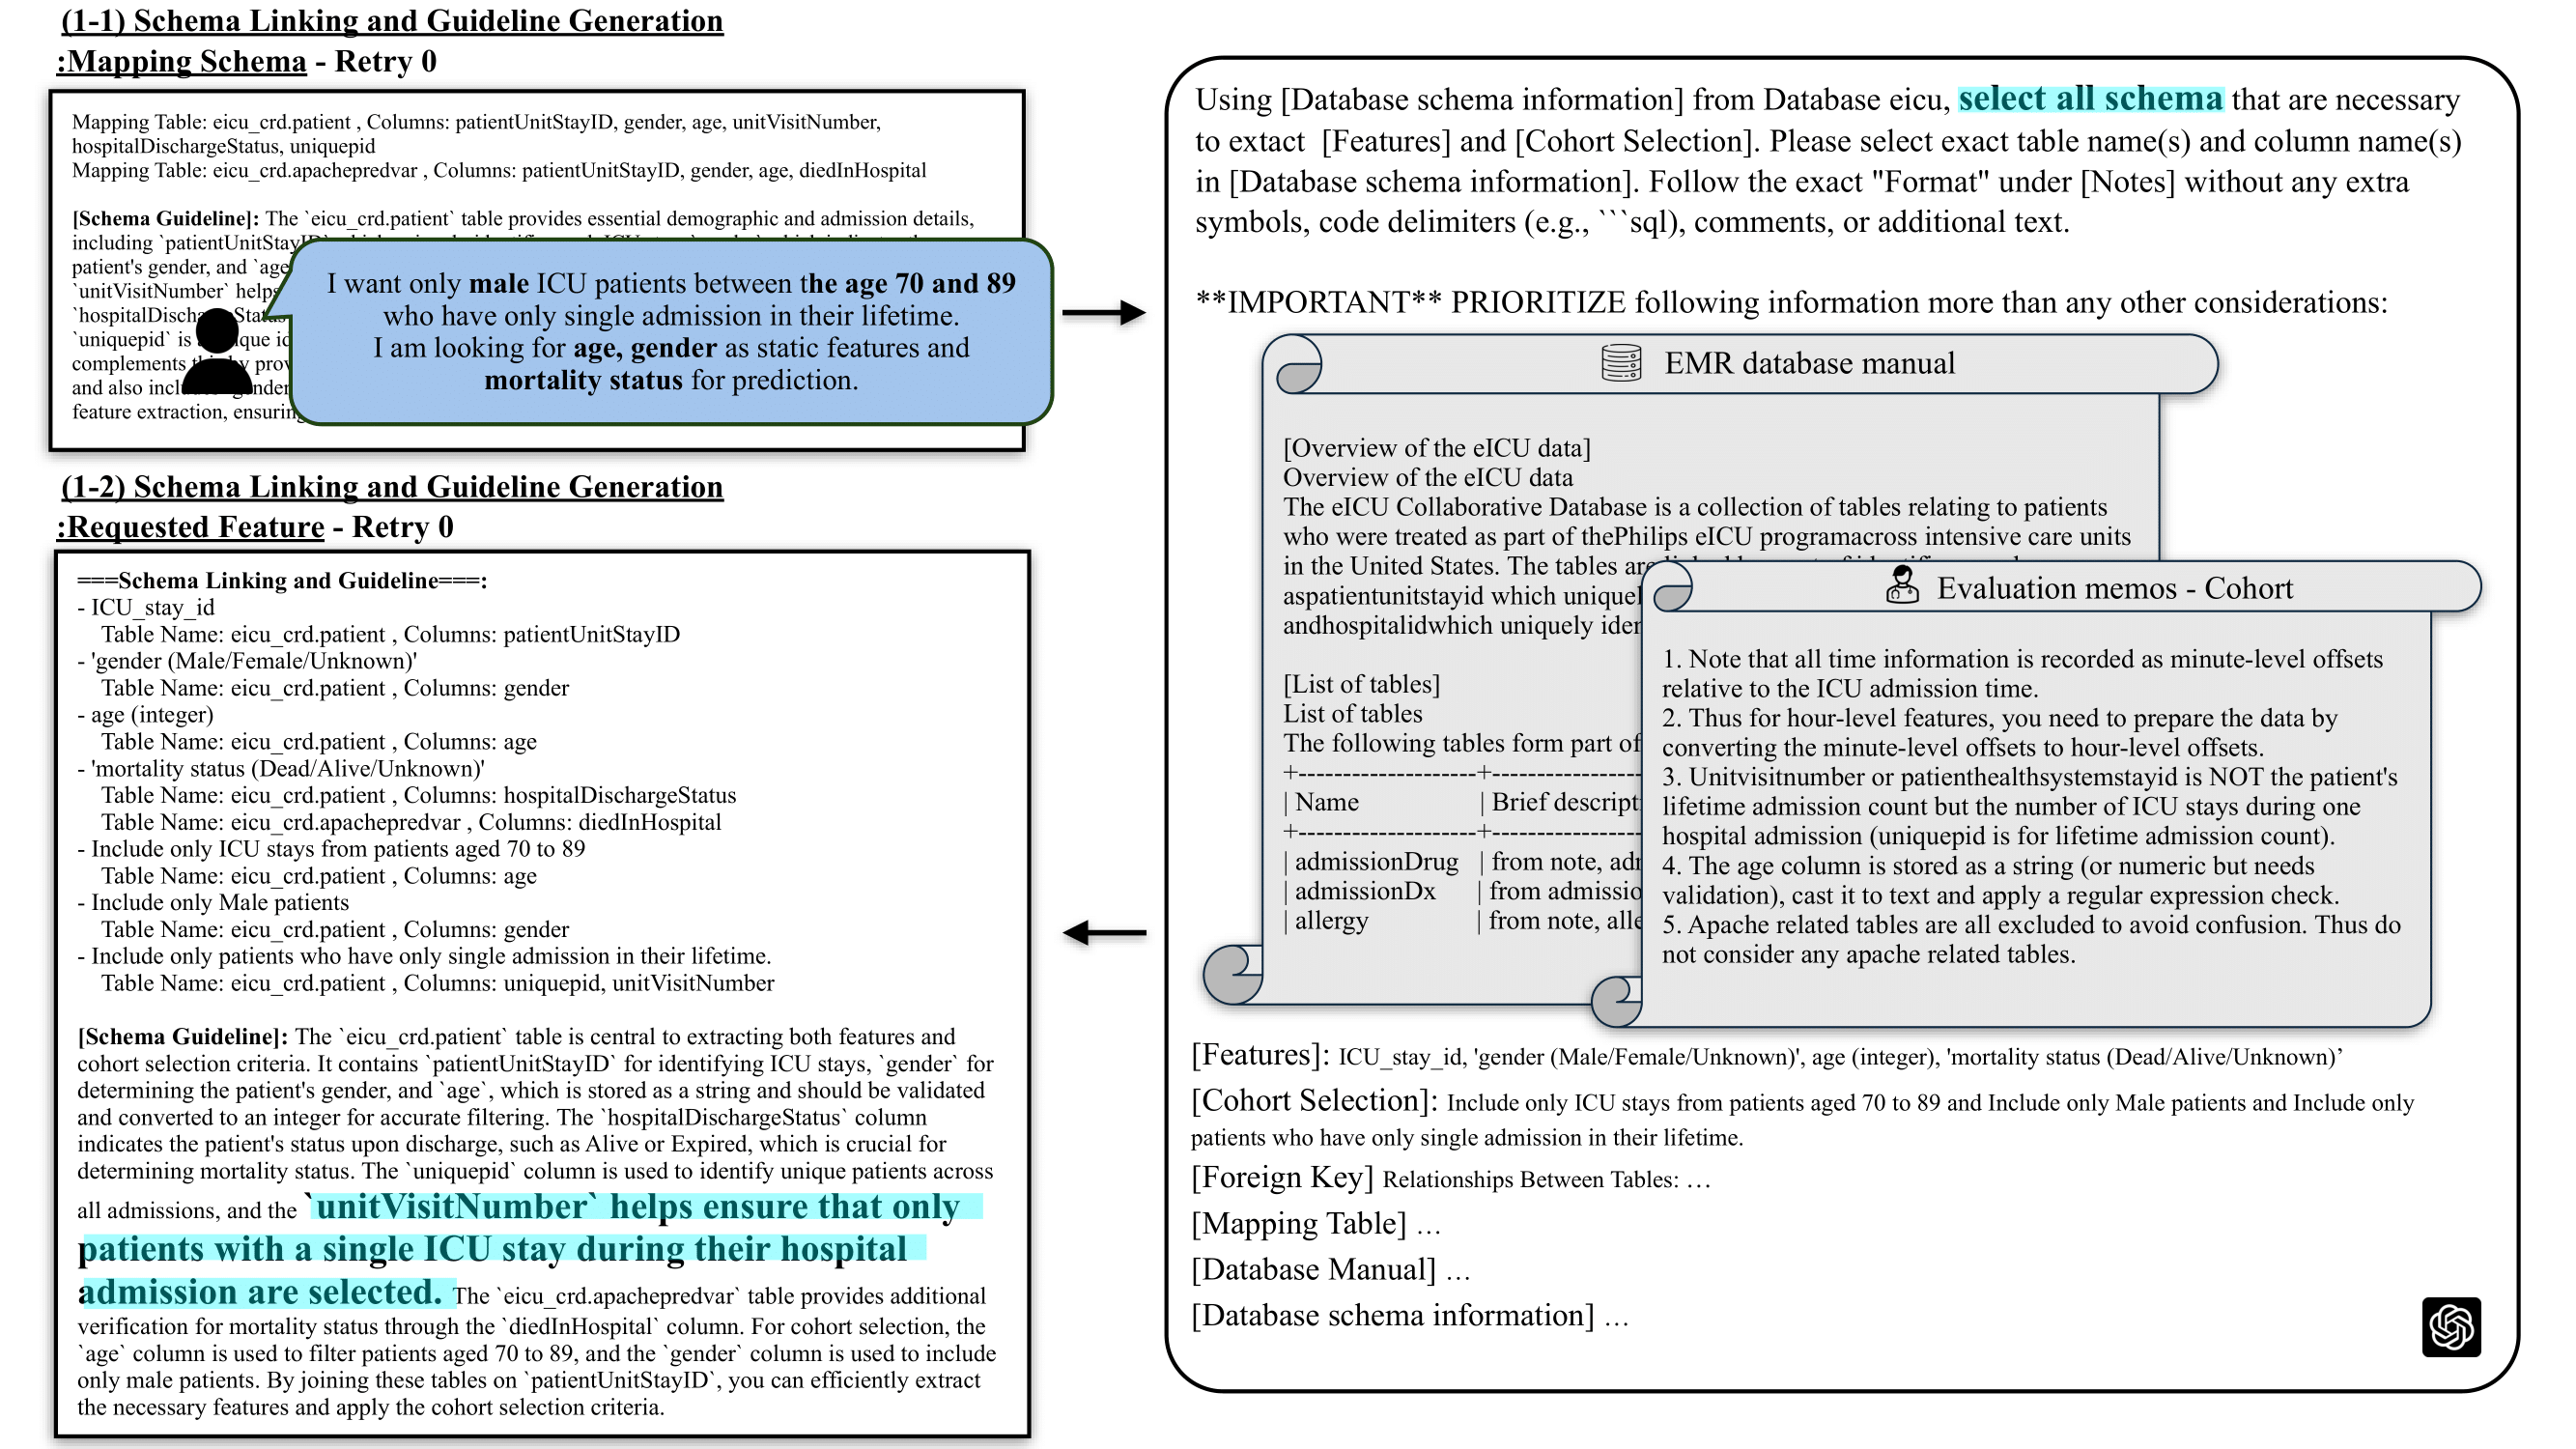 (1-1) Schema Linking and Guideline Generation
:Mapping Schema - Retry 0
Mapping Table: eicu_crd.patient , Columns: patientUnitStayID, gender, age, unitVisitNumber,
hospitalDischargeStatus, uniquepid
Mapping Table: eicu_crd.apachepredvar , Columns: patientUnitStayID, gender, age, diedInHospital
[Schema Guideline]: The `eicu_crd.patient` table provides essential demographic and admission details,
including `patientUnitStayID`
patient's gender, and `age
`unitVisitNumber` helps
`uniquepid` is
complements
and also
feature extraction, ensuring
I want only male ICU patients between the age 70 and 89
who have only single admission in their lifetime.
I am looking for age, gender as static features and
mortality status for prediction.
(1-2) Schema Linking and Guideline Generation
:Requested Feature - Retry 0
===Schema Linking and Guideline===:
- ICU_stay_id
Table Name: eicu_crd.patient , Columns: patientUnitStayID
- 'gender (Male/Female/Unknown)'
Table Name: eicu_crd.patient , Columns: gender
- age (integer)
Table Name: eicu_crd.patient , Columns: age
- 'mortality status (Dead/Alive/Unknown)'
Table Name: eicu_crd.patient , Columns: hospitalDischargeStatus
Table Name: eicu_crd.apachepredvar , Columns: diedInHospital
- Include only ICU stays from patients aged 70 to 89
Table Name: eicu_crd.patient , Columns: age
- Include only Male patients
Table Name: eicu_crd.patient , Columns: gender
- Include only patients who have only single admission in their lifetime.
Table Name: eicu_crd.patient , Columns: uniquepid, unitVisitNumber
[Schema Guideline]: The `eicu_crd.patient` table is central to extracting both features and
cohort selection criteria. It contains `patientUnitStayID` for identifying ICU stays, `gender` for
determining the patient's gender, and `age`, which is stored as a string and should be validated
and converted to an integer for accurate filtering. The `hospitalDischargeStatus` column
indicates the patient's status upon discharge, such as Alive or Expired, which is crucial for
determining mortality status. The `uniquepid` column is used to identify unique patients across
all admissions, and the `unitVisitNumber` helps ensure that only
patients with a single ICU stay during their hospital
admission are selected. The `eicu_crd.apachepredvar` table provides additional
verification for mortality status through the `diedInHospital` column. For cohort selection, the
`age` column is used to filter patients aged 70 to 89, and the `gender` column is used to include
only male patients. By joining these tables on `patientUnitStayID`, you can efficiently extract
the necessary features and apply the cohort selection criteria.
Using [Database schema information] from Database eicu, select all schema that are necessary
to extact [Features] and [Cohort Selection]. Please select exact table name(s) and column name(s)
in [Database schema information]. Follow the exact "Format" under [Notes] without any extra
symbols, code delimiters (e.g., ```sql), comments, or additional text.
**IMPORTANT** PRIORITIZE following information more than any other considerations:
EMR database manual
[Overview of the eICU data]
Overview of the eICU data
The eICU Collaborative Database is a collection of tables relating to patients
who were treated as part of thePhilips eICU programacross intensive care units
in the United States. The tables are
aspatientunitstayid which uniquel
andhospitalidwhich uniquely iden
[List of tables]
List of tables
The following tables form part of
+--------------------+------------------
| Name | Brief descript
+--------------------+------------------
| admissionDrug | from note, adr
| admissionDx | from admissio
| allergy | from note, alle
Evaluation memos - Cohort
1. Note that all time information is recorded as minute-level offsets
relative to the ICU admission time.
2. Thus for hour-level features, you need to prepare the data by
converting the minute-level offsets to hour-level offsets.
3. Unitvisitnumber or patienthealthsystemstayid is NOT the patient's
lifetime admission count but the number of ICU stays during one
hospital admission (uniquepid is for lifetime admission count).
4. The age column is stored as a string (or numeric but needs
validation), cast it to text and apply a regular expression check.
5. Apache related tables are all excluded to avoid confusion. Thus do
not consider any apache related tables.
[Features]: ICU_stay_id, 'gender (Male/Female/Unknown)', age (integer), 'mortality status (Dead/Alive/Unknown)’
[Cohort Selection]: Include only ICU stays from patients aged 70 to 89 and Include only Male patients and Include only
patients who have only single admission in their lifetime.
[Foreign Key] Relationships Between Tables: …
[Mapping Table] …
[Database Manual] …
[Database schema information] …